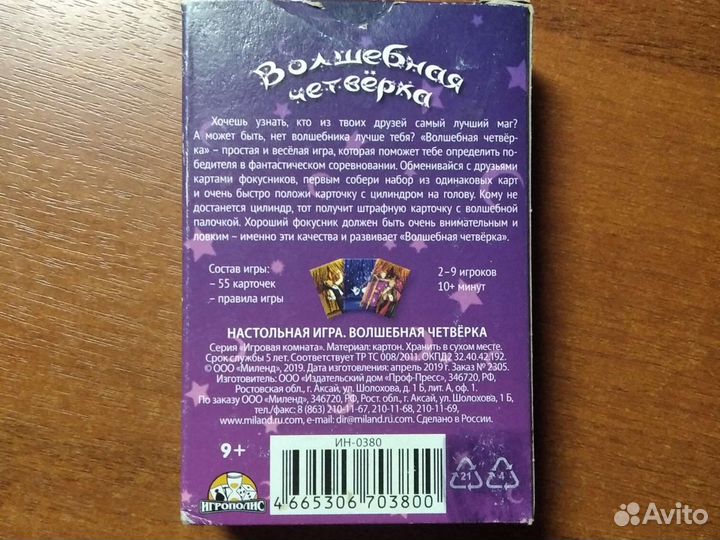 Волшебная
четвёрка
Хочешь узнать, кто из твоих друзей самый лучший маг?
А может быть, нет волшебника лучше тебя? «Волшебная четвёр-
ка» – простая и весёлая игра, которая поможет тебе определить по-
бедителя в фантастическом соревновании. Обменивайся с друзьями
картами фокусников, первым собери набор из одинаковых карт
и очень быстро положи карточку с цилиндром на голову. Кому не
достанется цилиндр, тот получит штрафную карточку с волшебной
палочкой. Хороший фокусник должен быть очень внимательным и
ловким – именно эти качества и развивает «Волшебная четвёрка».
Состав игры:
– 55 карточек
– правила игры
2–9 игроков
10+ минут
НАСТОЛЬНАЯ ИГРА. ВОЛШЕБНАЯ ЧЕТВЁРКА
Серия «Игровая комната». Материал: картон. Хранить в сухом месте.
Срок службы 5 лет. Соответствует ТР ТС 008/2011. ОКПД2 32.40.42.192.
© ООО «Миленд», 2019. Дата изготовления: апрель 2019 г. Заказ № 2305.
Изготовитель: ООО «Издательский дом «Проф-Пресс», 346720, РФ,
Ростовская обл., г. Аксай, ул. Шолохова, д. 1 Б, лит. А, оф. 1.
По заказу ООО «Миленд», 346720, РФ, Рост. обл., г. Аксай, ул. Шолохова, 1 Б,
тел./факс: 8 (863) 210-11-67, 210-11-68, 210-11-69,
www.miland.ru.com, e-mail: dir@miland.ru.com. Сделано в России.
9+
ИН-0380
4 665306 703800
ИГРОПОЛИС
21
4
Avito